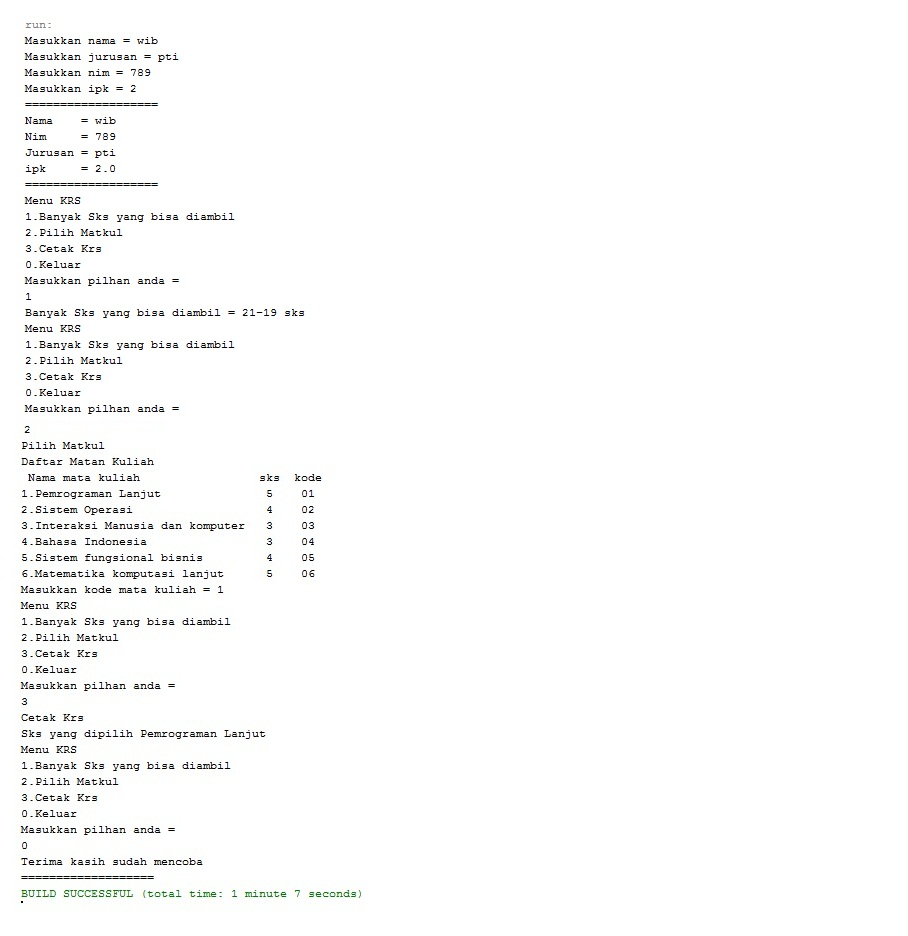 run:
Masukkan nama = wib
Masukkan jurusan = pti
Masukkan nim = 789
Masukkan ipk = 2
===================
Nama    = wib
Nim     = 789
Jurusan = pti
ipk     = 2.0
===================
Menu KRS
1.Banyak Sks yang bisa diambil
2.Pilih Matkul
3.Cetak Krs
0.Keluar
Masukkan pilhan anda =
1
Banyak Sks yang bisa diambil = 21-19 sks
Menu KRS
1.Banyak Sks yang bisa diambil
2.Pilih Matkul
3.Cetak Krs
0.Keluar
Masukkan pilhan anda =
2
Pilih Matkul
Daftar Matan Kuliah
 Nama mata kuliah                 sks  kode
1.Pemrograman Lanjut               5    01
2.Sistem Operasi                   4    02
3.Interaksi Manusia dan komputer   3    03
4.Bahasa Indonesia                 3    04
5.Sistem fungsional bisnis         4    05
6.Matematika komputasi lanjut      5    06
Masukkan kode mata kuliah = 1
Menu KRS
1.Banyak Sks yang bisa diambil
2.Pilih Matkul
3.Cetak Krs
0.Keluar
Masukkan pilhan anda =
3
Cetak Krs
Sks yang dipilih Pemrograman Lanjut
Menu KRS
1.Banyak Sks yang bisa diambil
2.Pilih Matkul
3.Cetak Krs
0.Keluar
Masukkan pilhan anda =
0
Terima kasih sudah mencoba
===================
BUILD SUCCESSFUL (total time: 1 minute 7 seconds)